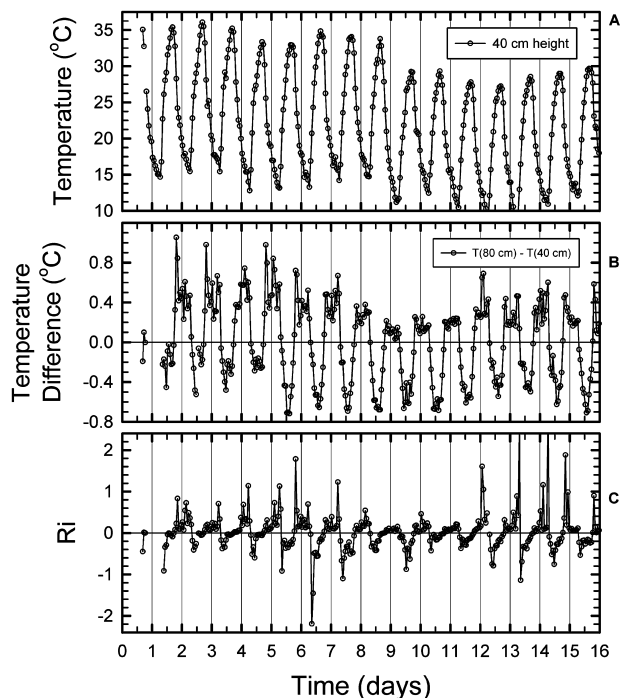 A
40 cm height
Temperature (°C)
35
30
25
20
15
10
B
T(80 cm) - T(40 cm)
Temperature
Difference (°C)
0.8
0.4
0.0
-0.4
-0.8
C
Ri
2
1
0
-1
-2
0 1 2 3 4 5 6 7 8 9 10 11 12 13 14 15 16
Time (days)